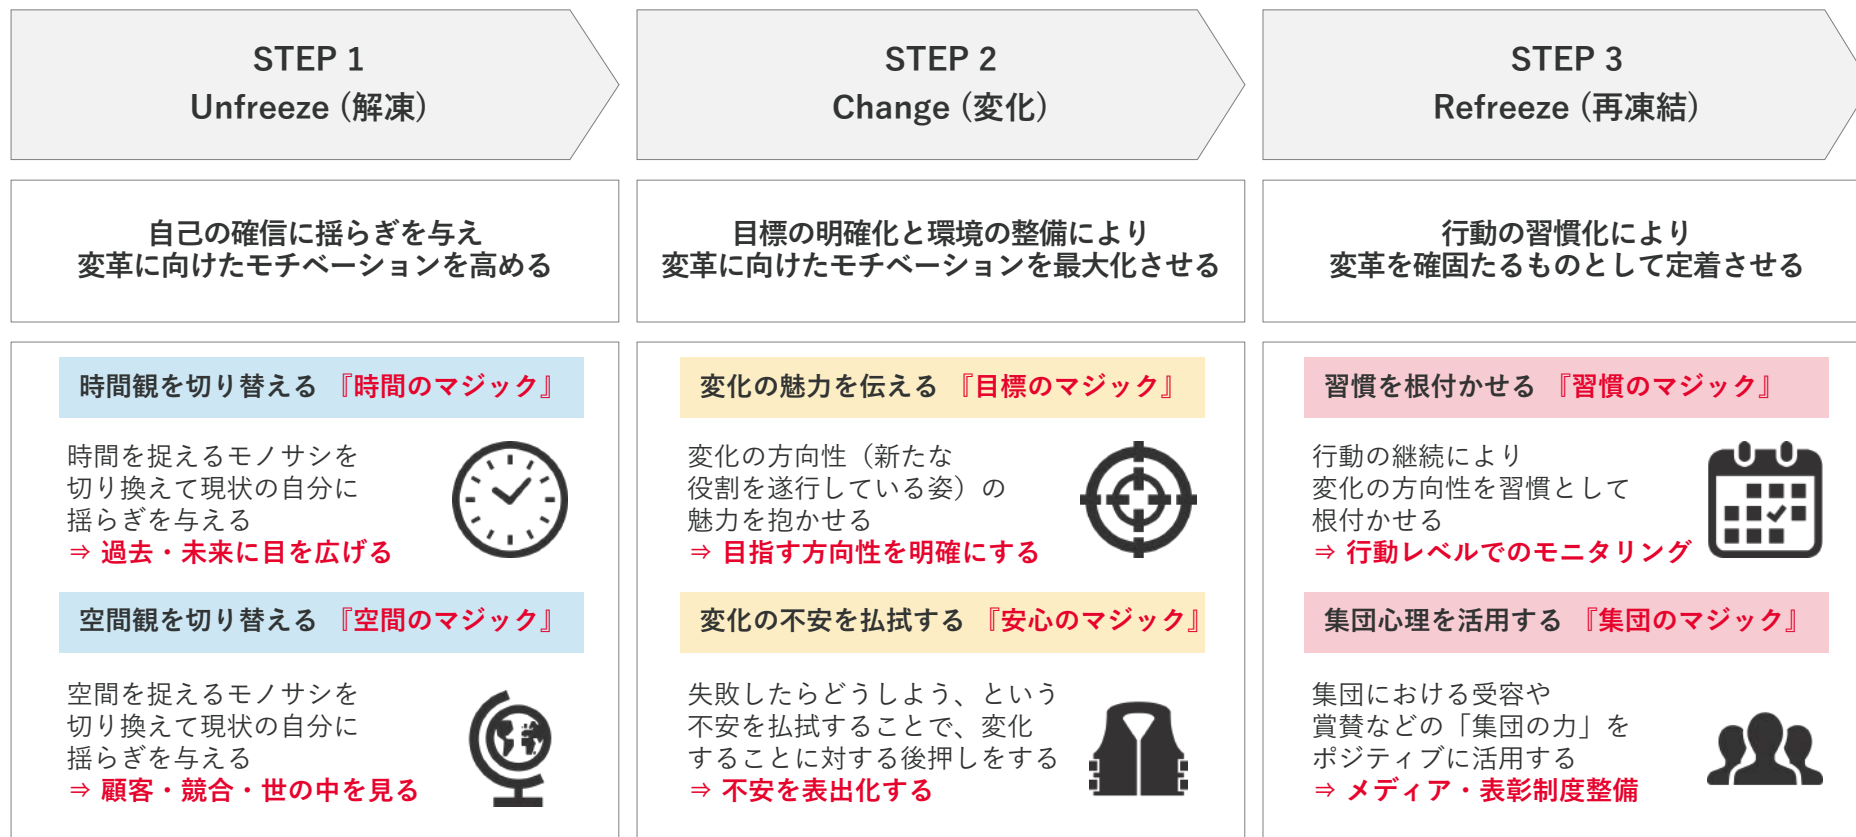 STEP 1
Unfreeze (解凍)
STEP 2
Change (変化)
STEP 3
Refreeze (再凍結)
自己の確信に揺らぎを与え
変革に向けたモチベーションを高める
目標の明確化と環境の整備により
変革に向けたモチベーションを最大化させる
行動の習慣化により
変革を確固たるものとして定着させる
時間観を切り替える 『時間のマジック』
時間を捉えるモノサシを
切り換えて現状の自分に
揺らぎを与える
⇒ 過去・未来に目を広げる
空間観を切り替える 『空間のマジック』
空間を捉えるモノサシを
切り換えて現状の自分に
揺らぎを与える
⇒ 顧客・競合・世の中を見る
変化の魅力を伝える 『目標のマジック』
変化の方向性（新たな
役割を遂行している姿）の
魅力を抱かせる
⇒ 目指す方向性を明確にする
変化の不安を払拭する 『安心のマジック』
失敗したらどうしよう、という
不安を払拭することで、変化
することに対する後押しをする
⇒ 不安を表出化する
習慣を根付かせる 『習慣のマジック』
行動の継続により
変化の方向性を習慣として
根付かせる
⇒ 行動レベルでのモニタリング
集団心理を活用する 『集団のマジック』
集団における受容や
賞賛などの「集団の力」を
ポジティブに活用する
⇒ メディア・表彰制度整備